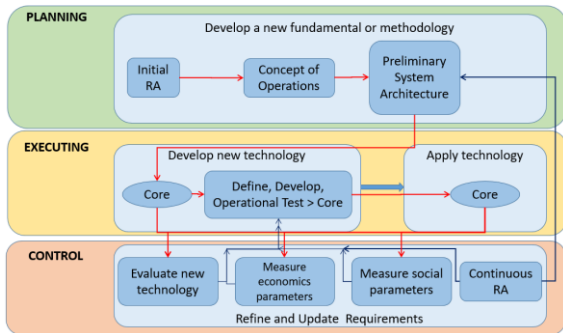 PLANNING
Develop a new fundamental or methodology
Initial
RA
Concept of
Operations
Preliminary
System
Architecture
EXECUTING
Develop new technology
Apply technology
Core
Define, Develop,
Operational Test > Core
Core
CONTROL
Evaluate new
technology
Measure
economics
parameters
Measure social
parameters
Continuous
RA
Refine and Update Requirements